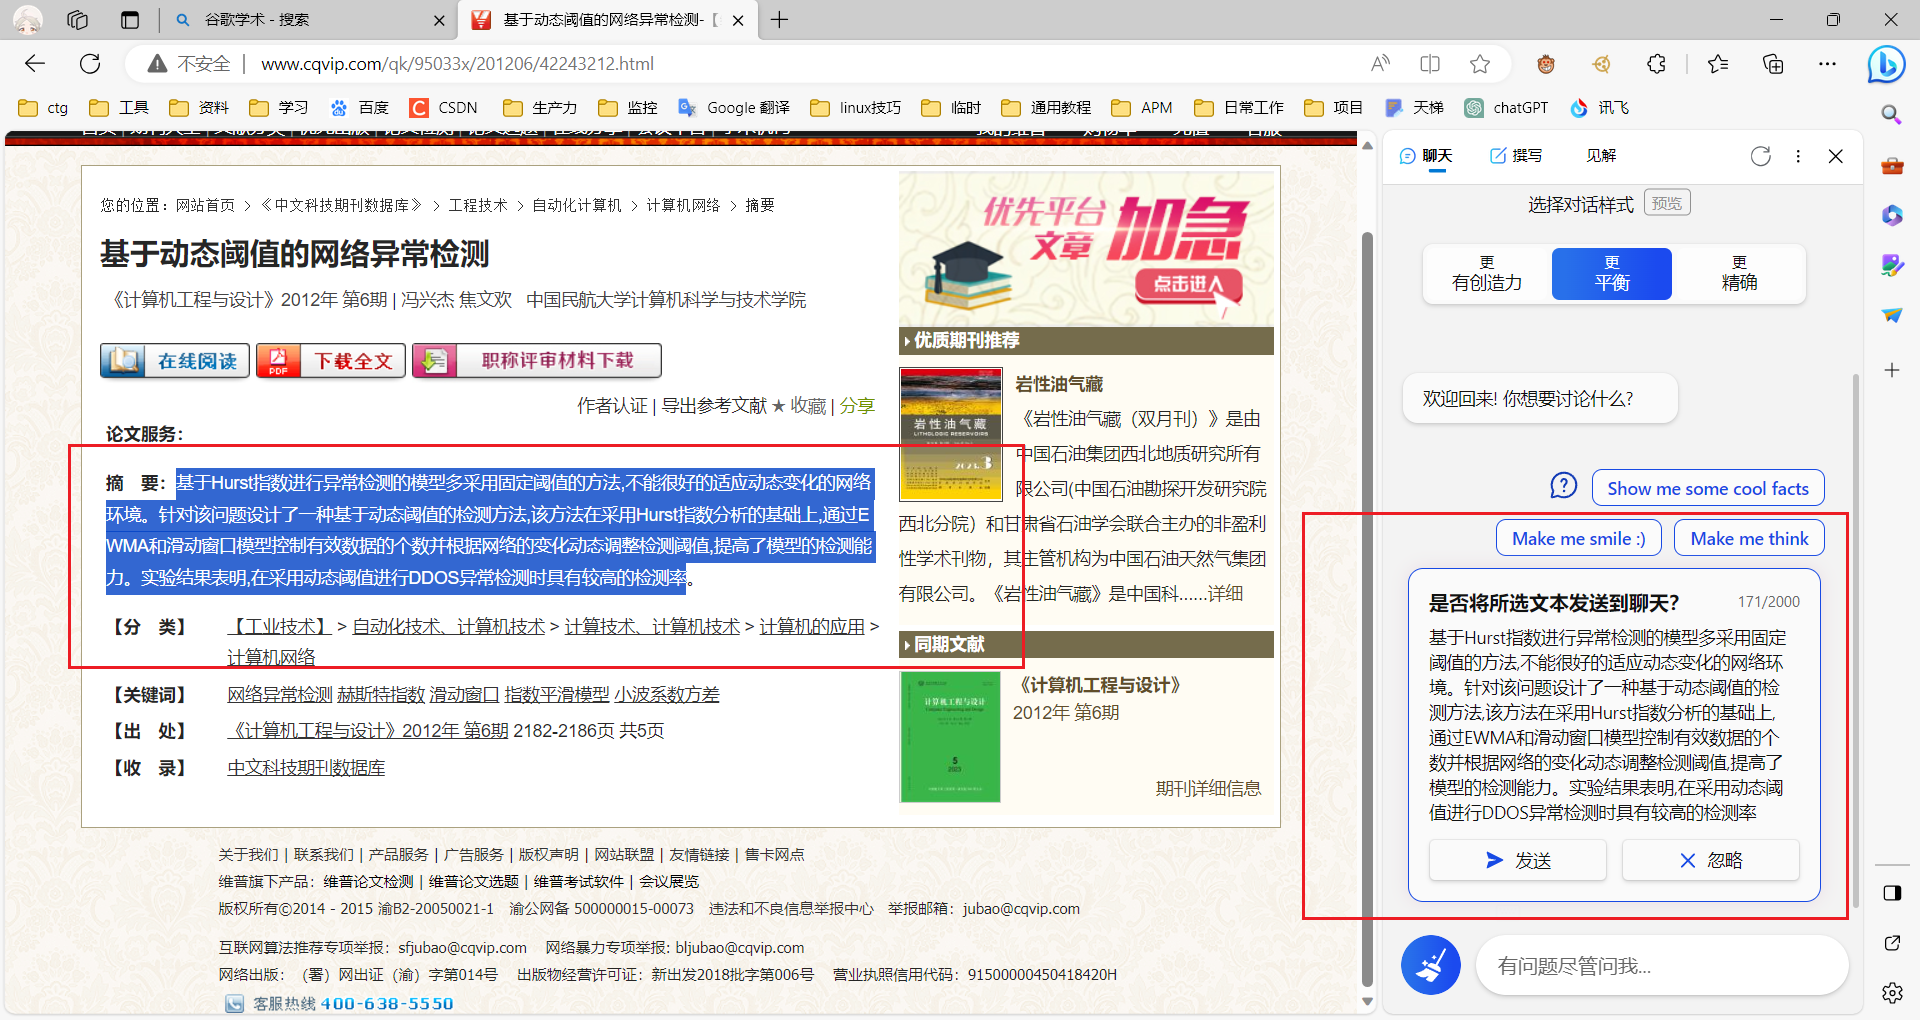 谷歌学术 - 搜索
基于动态阈值的网络异常检测-
不安全 | www.cqvip.com/qk/95033x/201206/42243212.html
ctg 工具 资料 学习 百度 CSDN 生产力 监控 Google 翻译 linux技巧 临时 通用教程 APM 日常工作 项目 天梯 chatGPT 讯飞
您的位置：网站首页 > 《中文科技期刊数据库》 > 工程技术 > 自动化计算机 > 计算机网络 > 摘要
基于动态阈值的网络异常检测
《计算机工程与设计》2012年 第6期 | 冯兴杰 焦文欢 中国民航大学计算机科学与技术学院
在线阅读 PDF 下载全文 职称评审材料下载
作者认证 | 导出参考文献 ★ 收藏 | 分享
论文服务：
摘 要：基于Hurst指数进行异常检测的模型多采用固定阈值的方法,不能很好的适应动态变化的网络
环境。针对该问题设计了一种基于动态阈值的检测方法,该方法在采用Hurst指数分析的基础上,通过E
WMA和滑动窗口模型控制有效数据的个数并根据网络的变化动态调整检测阈值,提高了模型的检测能
力。实验结果表明,在采用动态阈值进行DDOS异常检测时具有较高的检测率。
【分 类】 【工业技术】 > 自动化技术、计算机技术 > 计算技术、计算机技术 > 计算机的应用 >
计算机网络
【关键词】 网络异常检测 赫斯特指数 滑动窗口 指数平滑模型 小波系数方差
【出 处】 《计算机工程与设计》2012年 第6期 2182-2186页 共5页
【收 录】 中文科技期刊数据库
优先平台
文章 加急
点击进入
优质期刊推荐
岩性油气藏
LITHOLOGIC RESERVOIRS
岩性油气藏
《岩性油气藏（双月刊）》是由
中国石油集团西北地质研究所有
限公司(中国石油勘探开发研究院
西北分院）和甘肃省石油学会联合主办的非盈利
性学术刊物，其主管机构为中国石油天然气集团
有限公司。《岩性油气藏》是中国科......详细
同期文献
计算机工程与设计
5
2023
《计算机工程与设计》
2012年 第6期
期刊详细信息
关于我们 | 联系我们 | 产品服务 | 广告服务 | 版权声明 | 网站联盟 | 友情链接 | 售卡网点
维普旗下产品：维普论文检测 | 维普论文选题 | 维普考试软件 | 会议展览
版权所有©2014 - 2015 渝B2-20050021-1 渝公网备 500000015-00073 违法和不良信息举报中心 举报邮箱：jubao@cqvip.com
互联网算法推荐专项举报：sfjubao@cqvip.com 网络暴力专项举报: bljubao@cqvip.com
网络出版：（署）网出证（渝）字第014号 出版物经营许可证：新出发2018批字第006号 营业执照信用代码：91500000450418420H
客服热线 400-638-5550
聊天 撰写 见解
选择对话样式 预览
更 更 更
有创造力 平衡 精确
欢迎回来! 你想要讨论什么?
Show me some cool facts
Make me smile :) Make me think
是否将所选文本发送到聊天? 171/2000
基于Hurst指数进行异常检测的模型多采用固定
阈值的方法,不能很好的适应动态变化的网络环
境。针对该问题设计了一种基于动态阈值的检
测方法,该方法在采用Hurst指数分析的基础上,
通过EWMA和滑动窗口模型控制有效数据的个
数并根据网络的变化动态调整检测阈值,提高了
模型的检测能力。实验结果表明,在采用动态阈
值进行DDOS异常检测时具有较高的检测率
发送 忽略
有问题尽管问我...